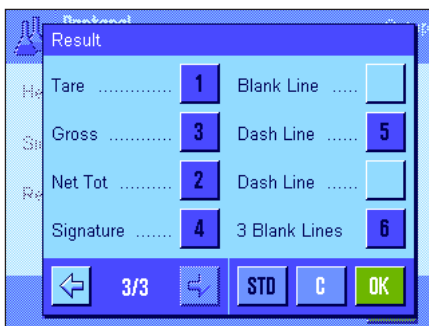 Result
Tare ............. 1 Blank Line .....
Gross ........... 3 Dash Line ...... 5
Net Tot ......... 2 Dash Line ......
Signature ....... 4 3 Blank Lines 6
3/3 STD C OK